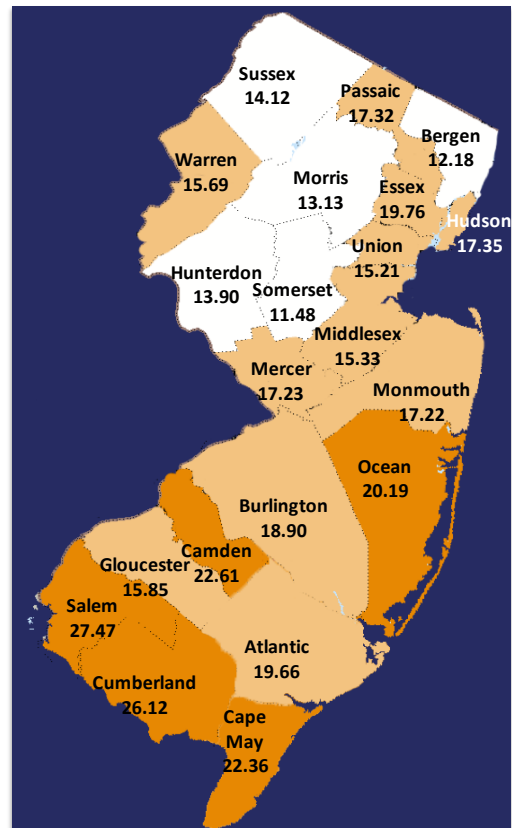 Sussex
14.12
Passaic
17.32
Bergen
12.18
Warren
15.69
Morris
13.13
Essex
19.76
Hudson
17.35
Union
15.21
Hunterdon
13.90
Somerset
11.48
Middlesex
15.33
Mercer
17.23
Monmouth
17.22
Ocean
20.19
Burlington
18.90
Camden
22.61
Gloucester
15.85
Salem
27.47
Atlantic
19.66
Cumberland
26.12
Cape
May
22.36